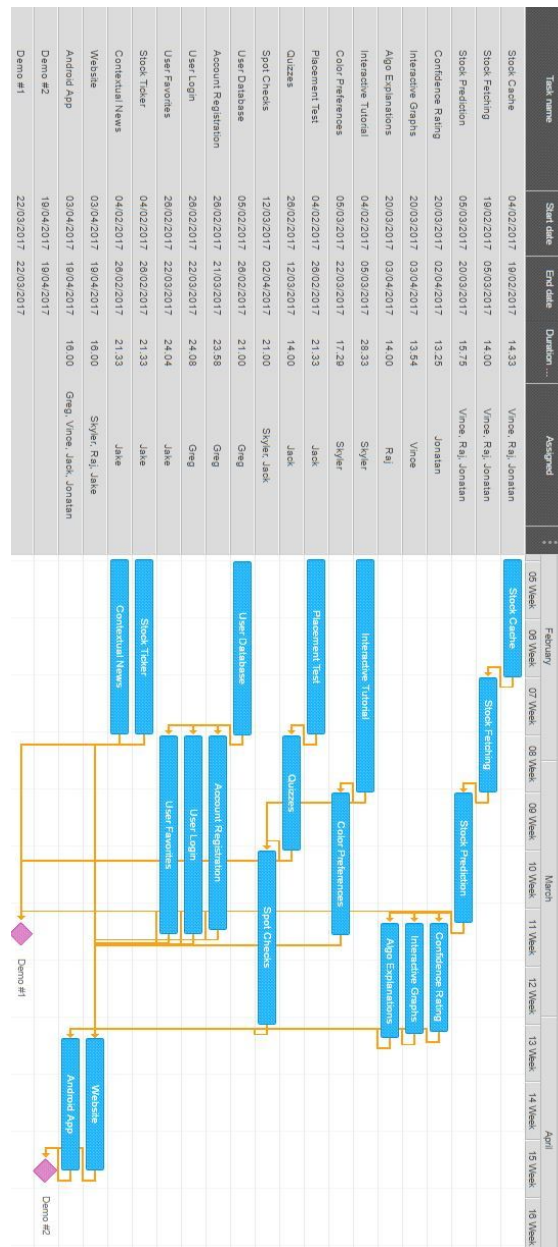 Task name Start date End date Duration ... Assigned
Stock Cache 04/02/2017 19/02/2017 14.33 Vince, Raj, Jonatan
Stock Fetching 19/02/2017 05/03/2017 14.00 Vince, Raj, Jonatan
Stock Prediction 05/03/2017 20/03/2017 15.75 Vince, Raj, Jonatan
Confidence Rating 20/03/2017 02/04/2017 13.25 Jonatan
Interactive Graphs 20/03/2017 03/04/2017 13.54 Vince
Algo Explanations 20/03/2017 03/04/2017 14.00 Raj
Interactive Tutorial 04/02/2017 05/03/2017 28.33 Skyler
Color Preferences 05/03/2017 22/03/2017 17.29 Skyler
Placement Test 04/02/2017 26/02/2017 21.33 Jack
Quizzes 26/02/2017 12/03/2017 14.00 Jack
Spot Checks 12/03/2017 02/04/2017 21.00 Skyler, Jack
User Database 05/02/2017 26/02/2017 21.00 Greg
Account Registration 26/02/2017 21/03/2017 23.58 Greg
User Login 26/02/2017 22/03/2017 24.08 Greg
User Favorites 26/02/2017 22/03/2017 24.04 Jake
Stock Ticker 04/02/2017 26/02/2017 21.33 Jake
Contextual News 04/02/2017 26/02/2017 21.33 Jake
Website 03/04/2017 19/04/2017 16.00 Skyler, Raj, Jake
Android App 03/04/2017 19/04/2017 16.00 Greg, Vince, Jack, Jonatan
Demo #2 19/04/2017 19/04/2017
Demo #1 22/03/2017 22/03/2017
February March April
05 Week 06 Week 07 Week 08 Week 09 Week 10 Week 11 Week 12 Week 13 Week 14 Week 15 Week 16 Week
Stock Cache
Stock Fetching
Stock Prediction
Confidence Rating
Interactive Graphs
Algo Explanations
Interactive Tutorial
Color Preferences
Placement Test
Quizzes
Spot Checks
User Database
Account Registration
User Login
User Favorites
Stock Ticker
Contextual News
Website
Android App
Demo #2
Demo #1